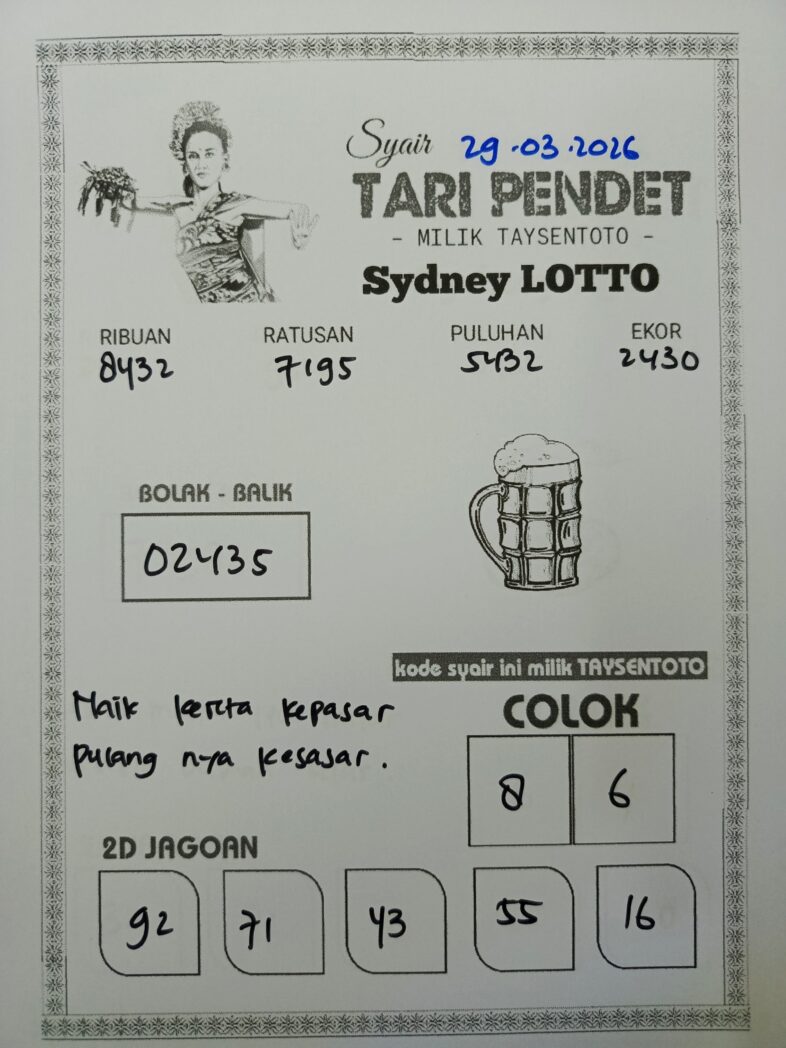 Syair 29.03.2026
TARI PENDET
- MILIK TAYSENTOTO -
Sydney LOTTO
RIBUAN RATUSAN PULUHAN EKOR
8432 7195 5432 2430
BOLAK - BALIK
02435
kode syair ini milik TAYSENTOTO
Naik kereta kepasar
pulang nya kesasar.
COLOK
8 6
2D JAGOAN
92 71 43 55 16